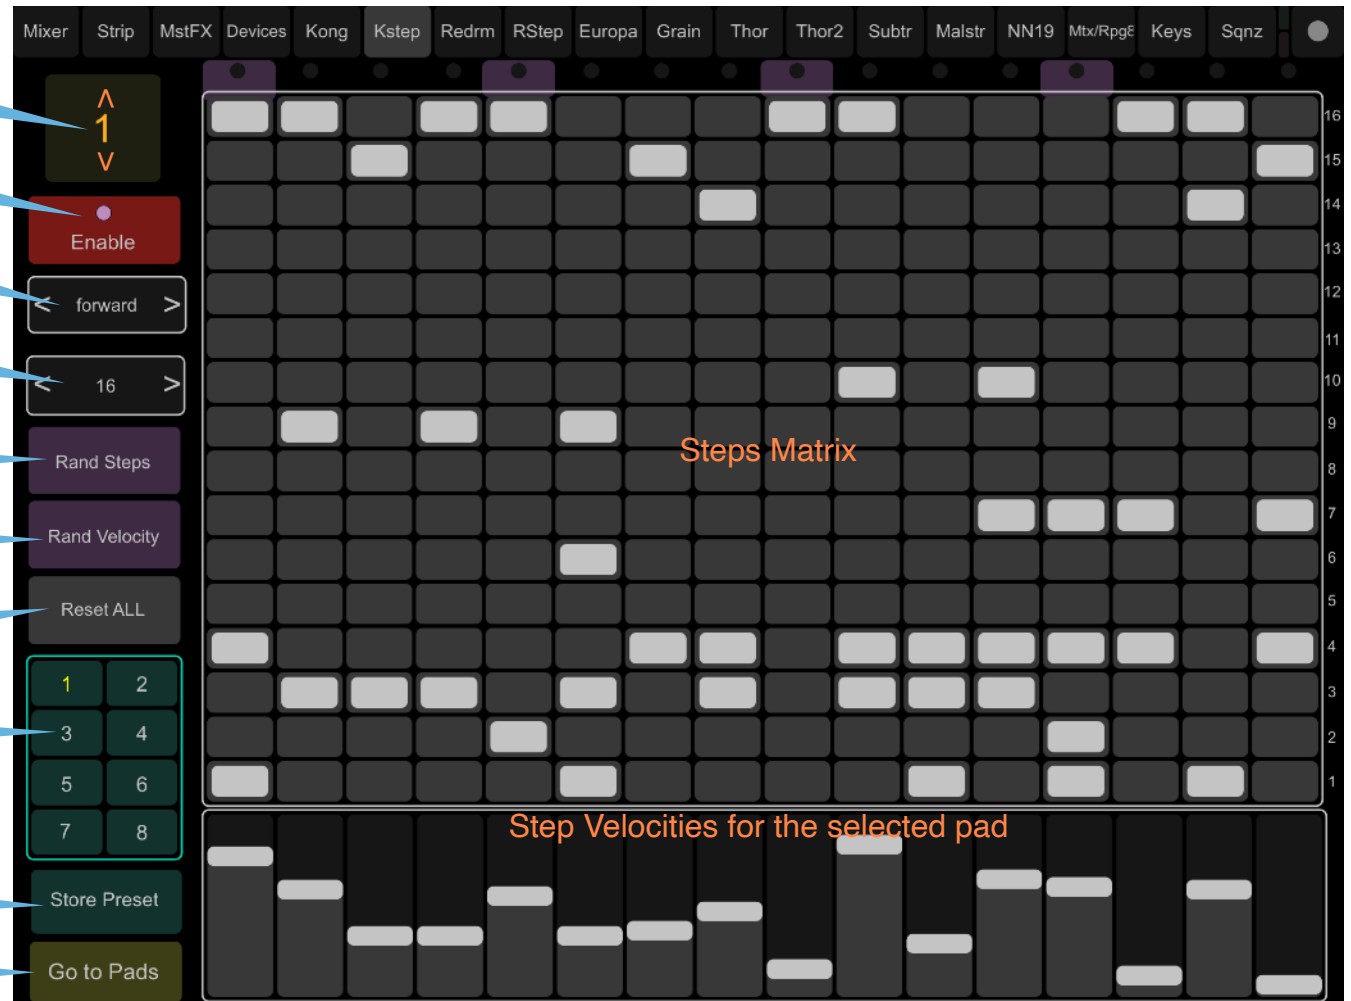 Mixer Strip MstFX Devices Kong Kstep Redrm RStep Europa Grain Thor Thor2 Subtr Malstr NN19 Mtx/Rpg8 Keys Sqnz
^
1
v
Enable
< forward >
< 16 >
Rand Steps
Rand Velocity
Reset ALL
1 2
3 4
5 6
7 8
Store Preset
Go to Pads
16
15
14
13
12
11
10
9
8
7
6
5
4
3
2
1
Steps Matrix
Step Velocities for the selected pad